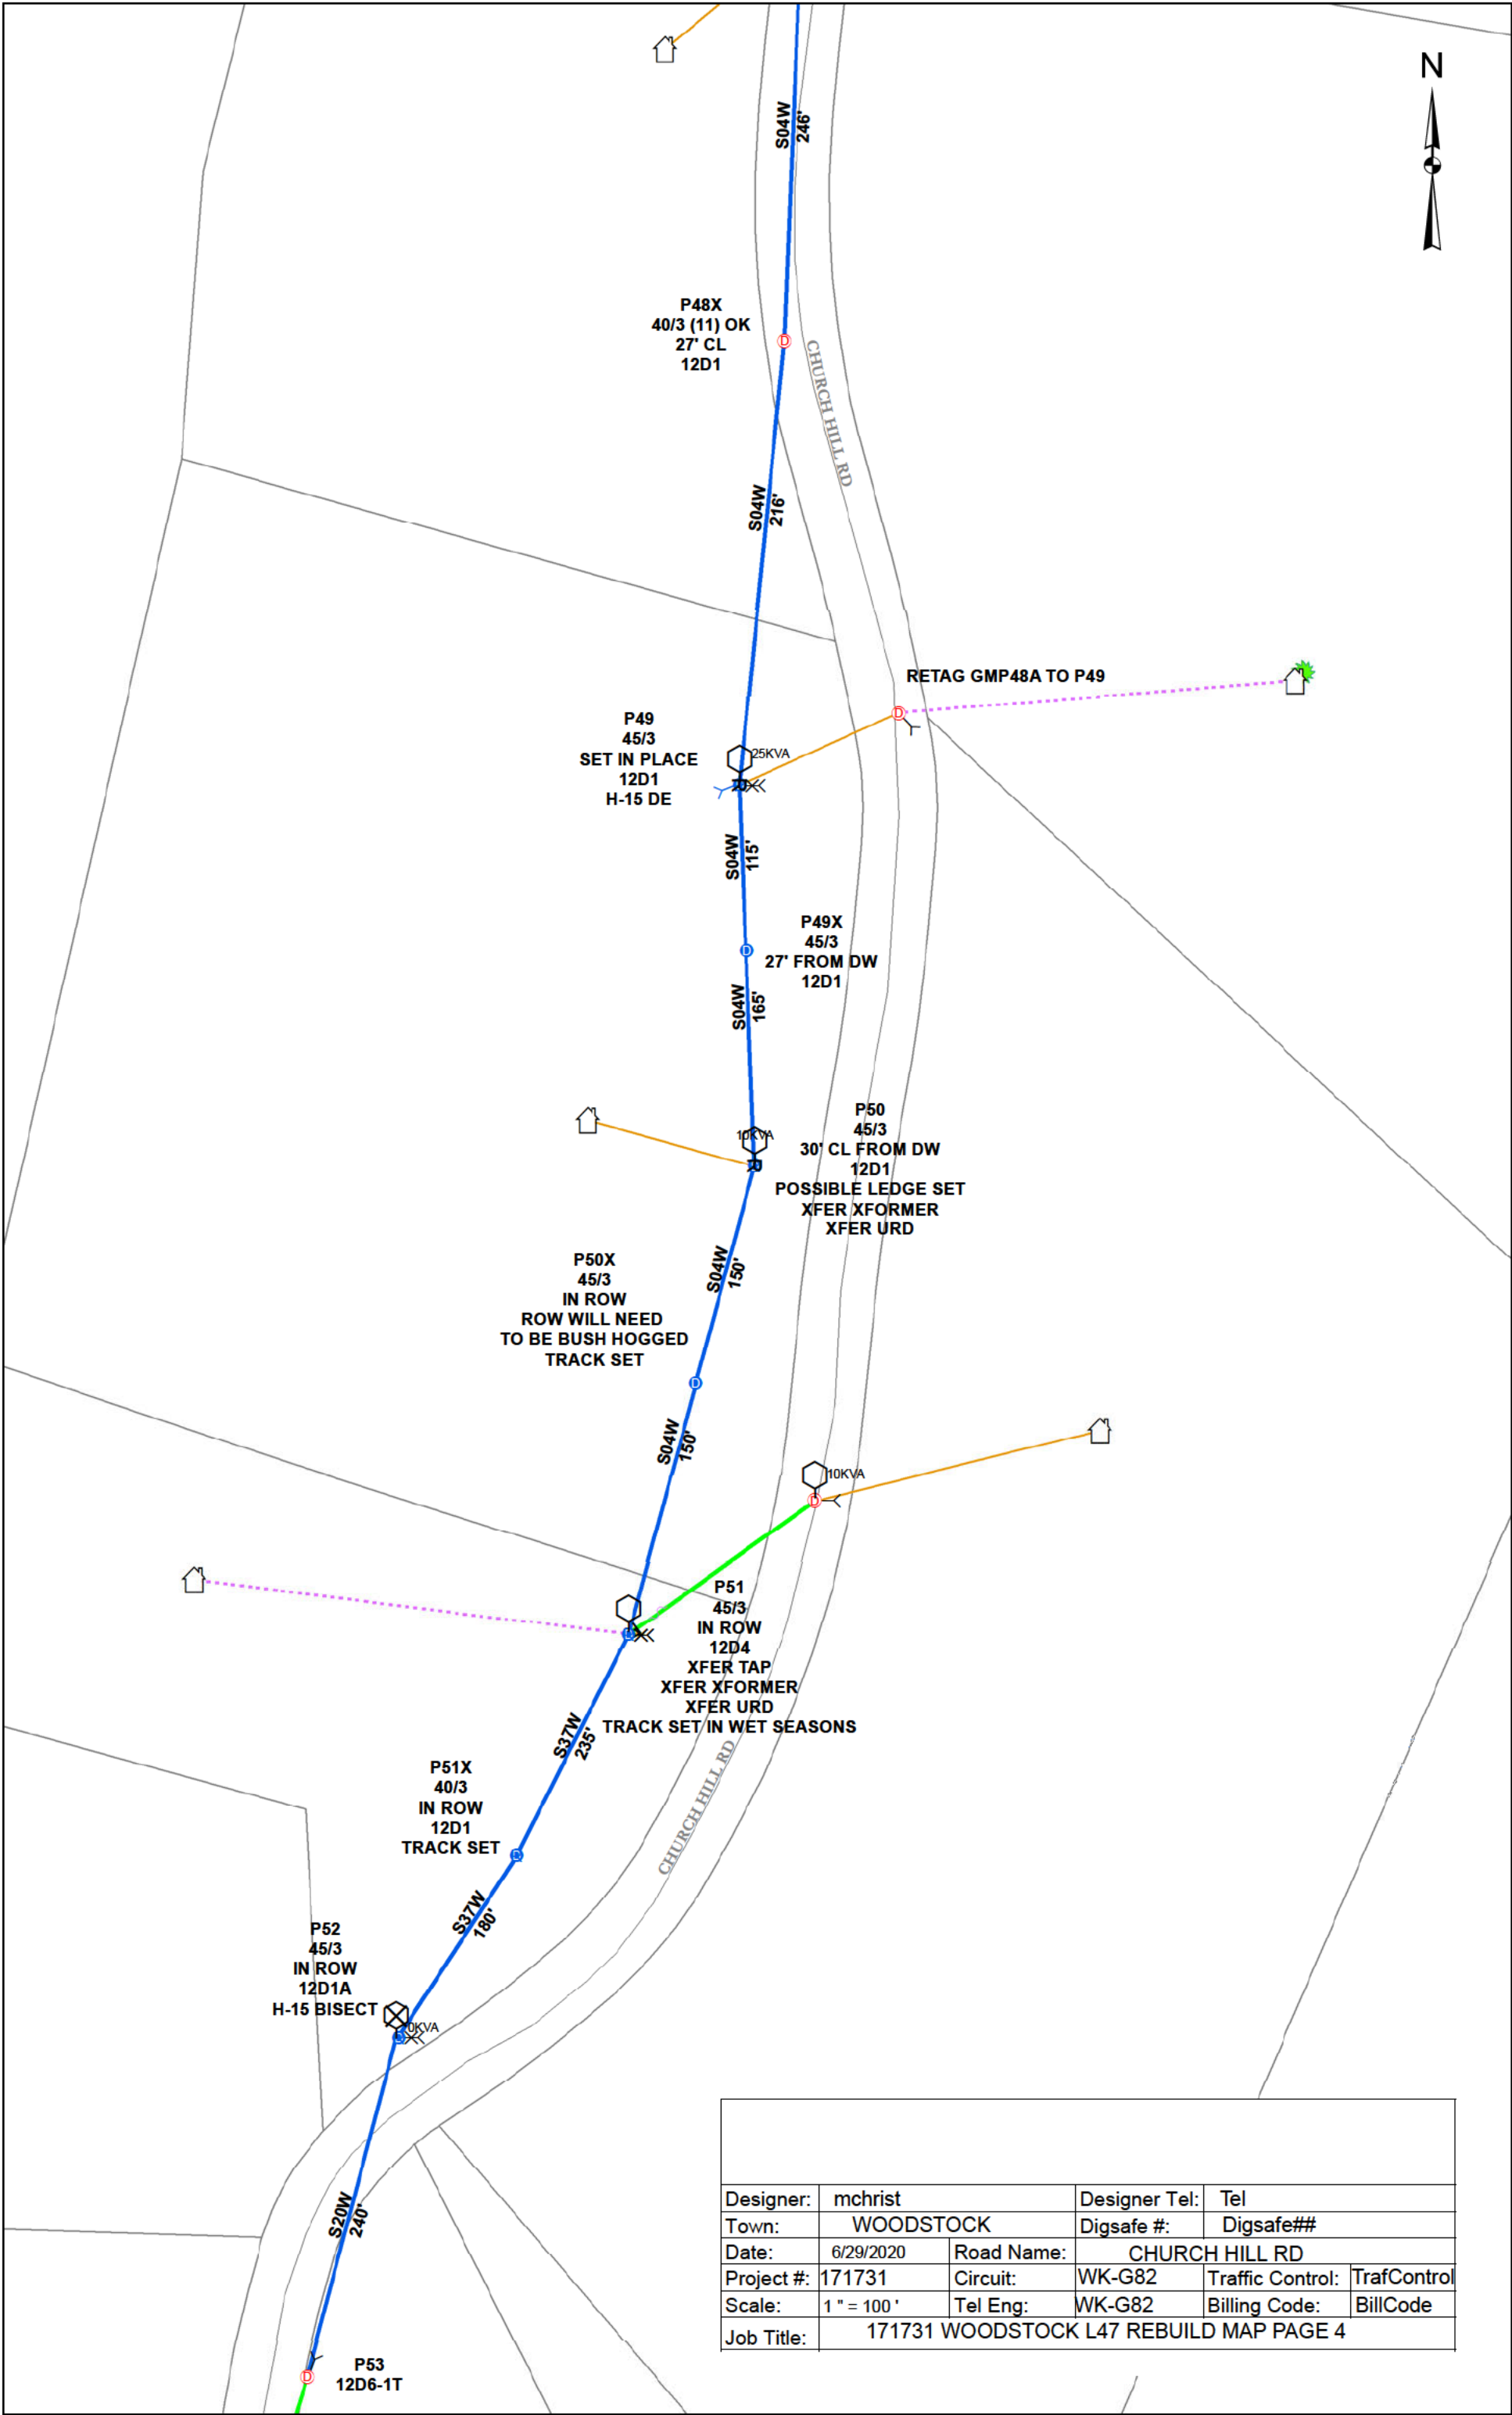 N
S04W
246'
P48X
40/3 (11) OK
27' CL
12D1
CHURCH HILL RD
S04W
216'
RETAG GMP48A TO P49
P49
45/3
SET IN PLACE
12D1
H-15 DE
25KVA
S04W
115'
P49X
45/3
27' FROM DW
12D1
S04W
165'
10KVA
P50
45/3
30' CL FROM DW
12D1
POSSIBLE LEDGE SET
XFER XFORMER
XFER URD
S04W
150'
P50X
45/3
IN ROW
ROW WILL NEED
TO BE BUSH HOGGED
TRACK SET
S04W
150'
10KVA
P51
45/3
IN ROW
12D4
XFER TAP
XFER XFORMER
XFER URD
TRACK SET IN WET SEASONS
S37W
235'
CHURCH HILL RD
P51X
40/3
IN ROW
12D1
TRACK SET
S37W
180'
P52
45/3
IN ROW
12D1A
H-15 BISECT
S20W
240'
P53
12D6-1T
Designer: mchrist Designer Tel: Tel
Town: WOODSTOCK Digsafe #: Digsafe##
Date: 6/29/2020 Road Name: CHURCH HILL RD
Project #: 171731 Circuit: WK-G82 Traffic Control: TrafControl
Scale: 1 " = 100 ' Tel Eng: WK-G82 Billing Code: BillCode
Job Title: 171731 WOODSTOCK L47 REBUILD MAP PAGE 4